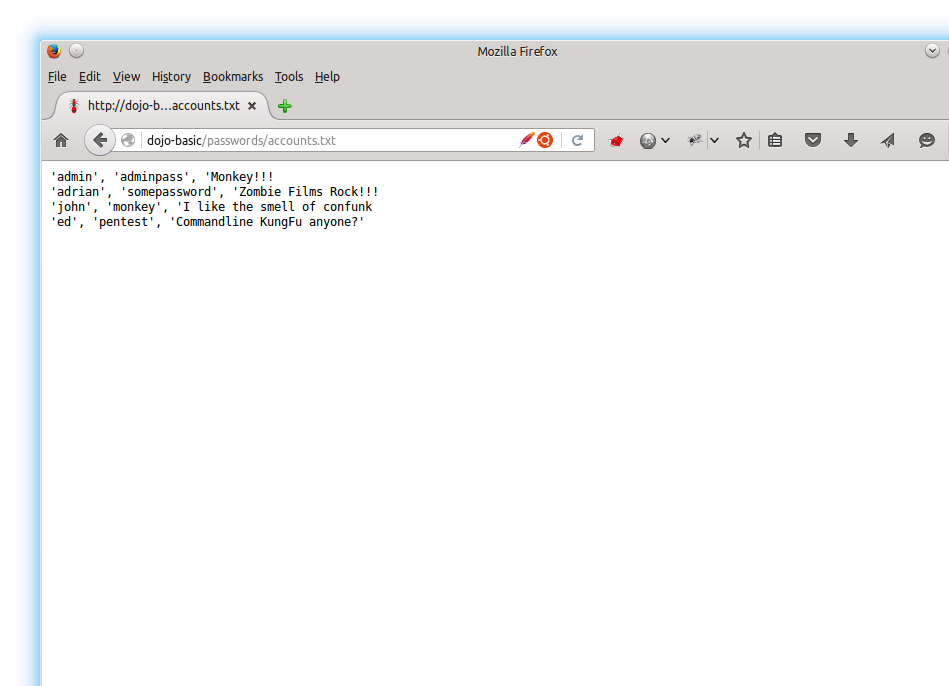 Mozilla Firefox
File Edit View History Bookmarks Tools Help
http://dojo-b...accounts.txt
dojo-basic/passwords/accounts.txt
'admin', 'adminpass', 'Monkey!!!
'adrian', 'somepassword', 'Zombie Films Rock!!!
'john', 'monkey', 'I like the smell of confunk
'ed', 'pentest', 'Commandline KungFu anyone?'